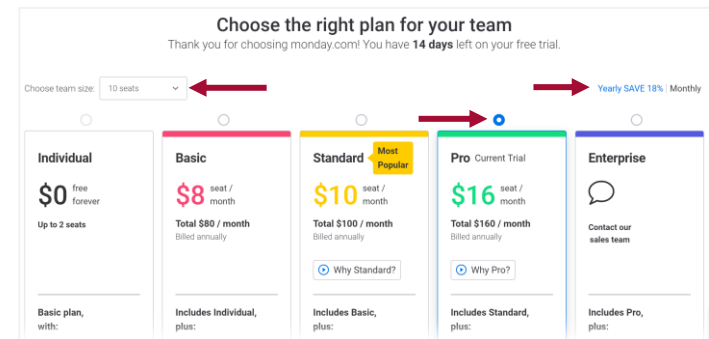 Choose the right plan for your team
Thank you for choosing monday.com! You have 14 days left on your free trial.
Choose team size: 10 seats
Yearly SAVE 18% | Monthly
Individual
$0 free forever
Up to 2 seats
Basic plan,
with:
Basic
$8 seat / month
Total $80 / month
Billed annually
Includes Individual,
plus:
Standard
Most Popular
$10 seat / month
Total $100 / month
Billed annually
Why Standard?
Includes Basic,
plus:
Pro Current Trial
$16 seat / month
Total $160 / month
Billed annually
Why Pro?
Includes Standard,
plus:
Enterprise
Contact our
sales team
Includes Pro,
plus: